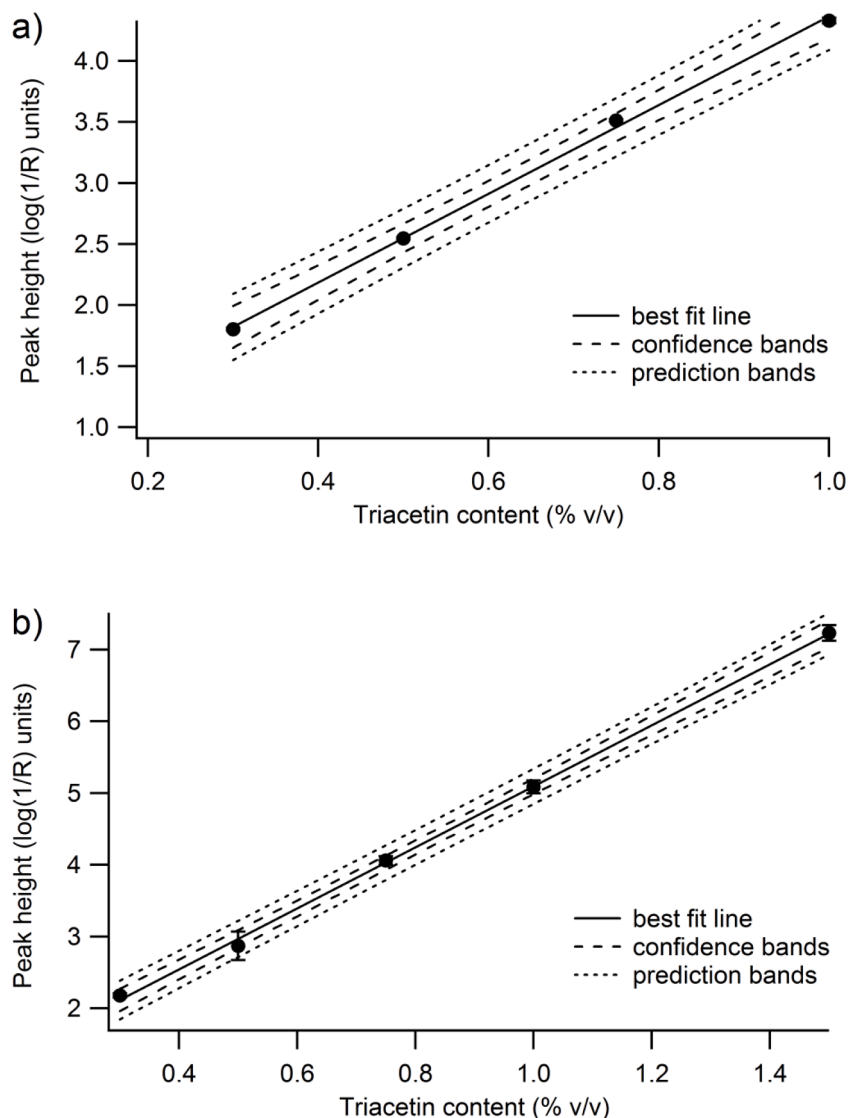 a)
Peak height (log(1/R) units)
4.0
3.5
3.0
2.5
2.0
1.5
1.0
best fit line
confidence bands
prediction bands
0.2 0.4 0.6 0.8 1.0
Triacetin content (% v/v)
b)
Peak height (log(1/R) units)
7
6
5
4
3
2
best fit line
confidence bands
prediction bands
0.4 0.6 0.8 1.0 1.2 1.4
Triacetin content (% v/v)